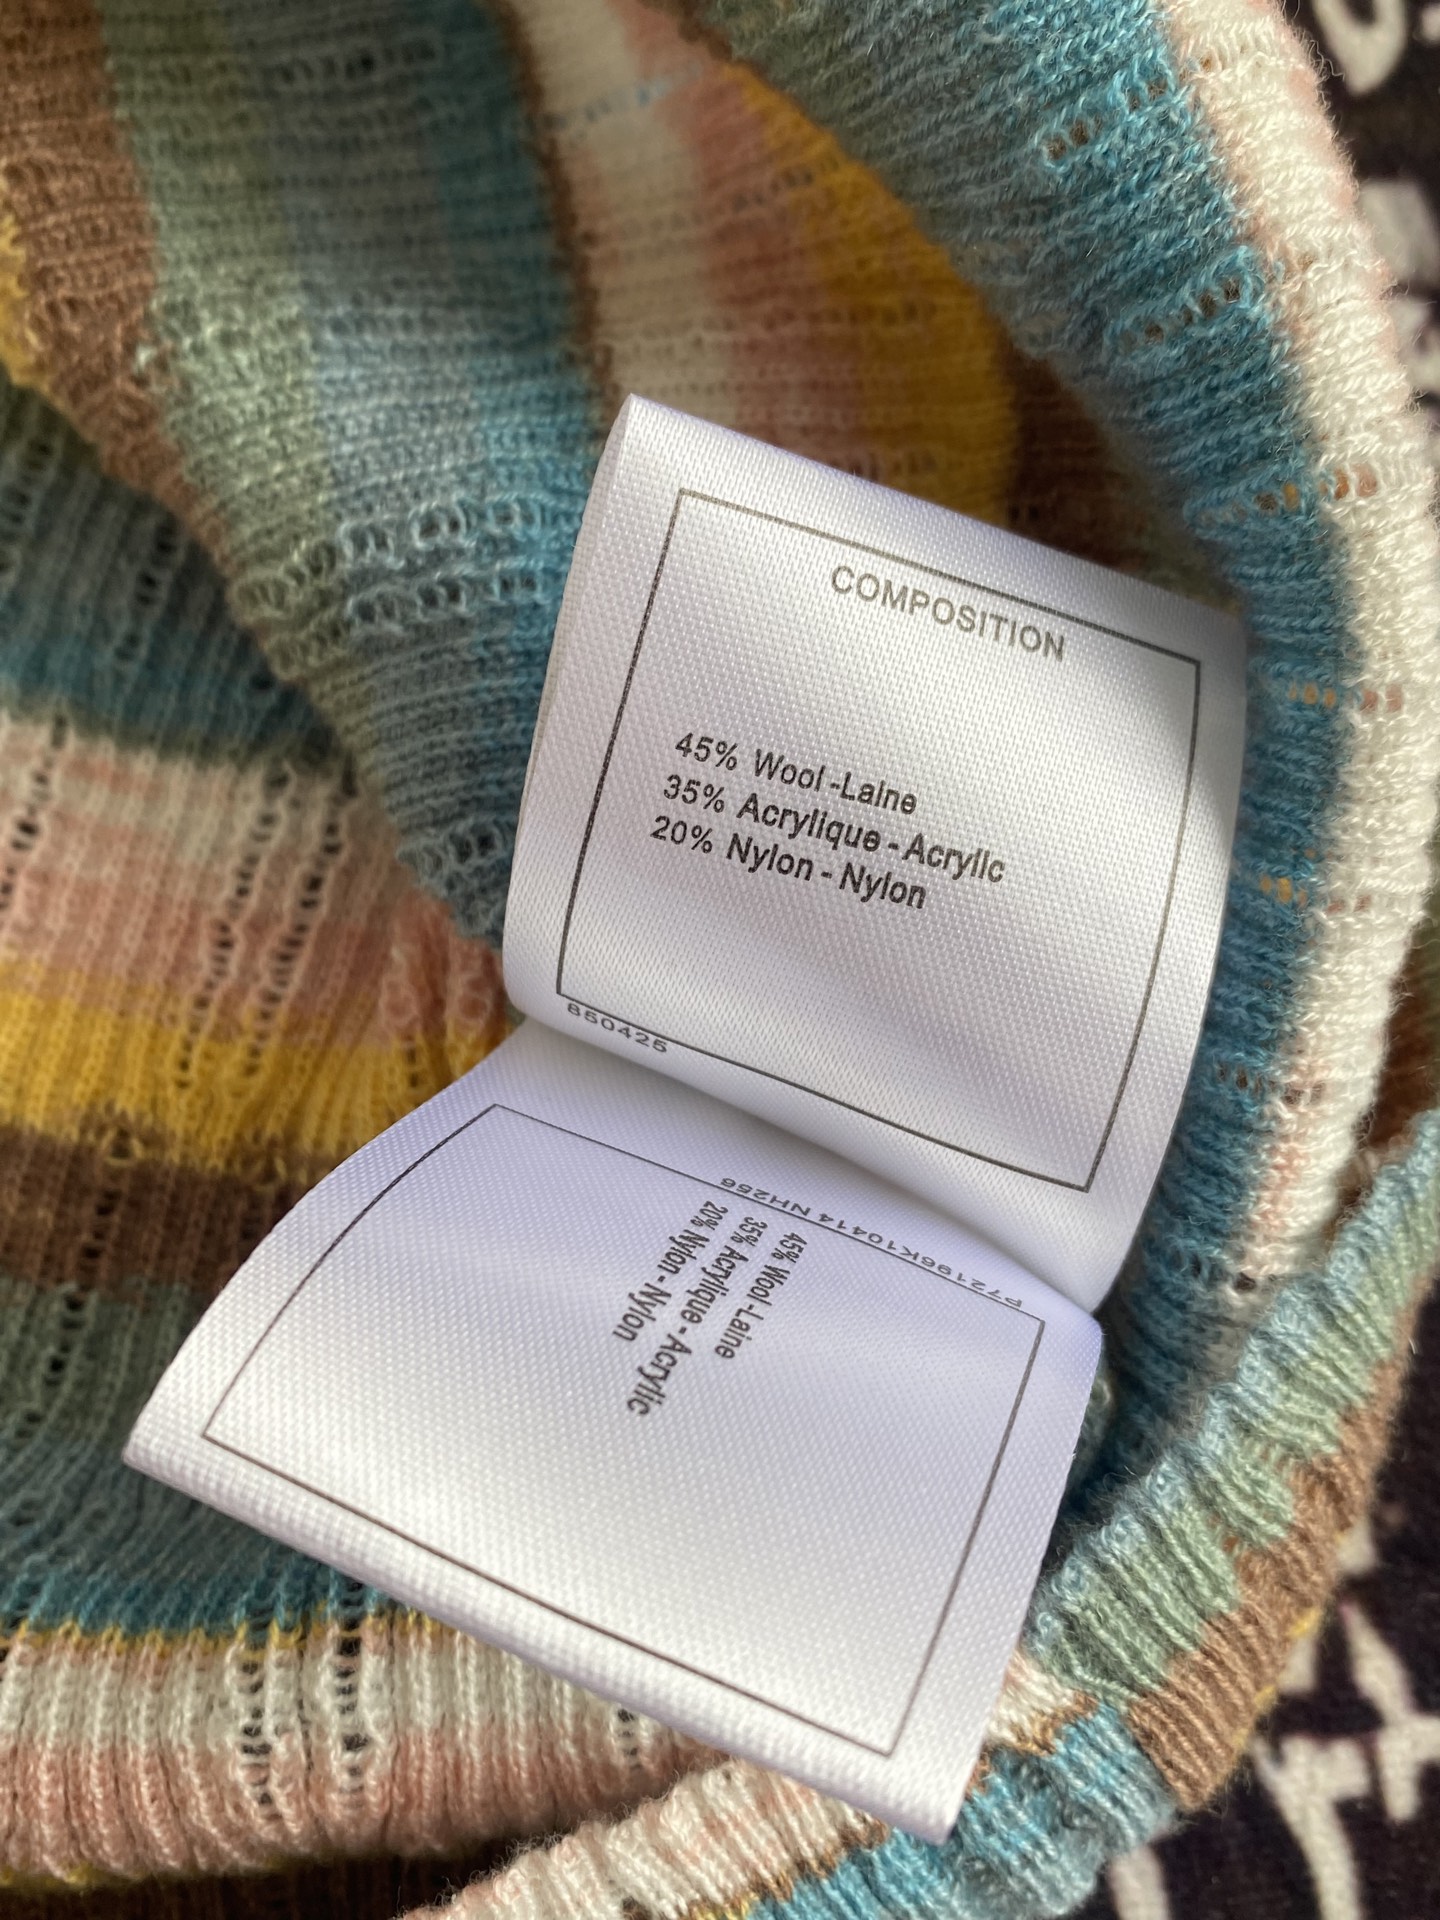 COMPOSITION
45% Wool -Laine
35% Acrylique - Acrylic
20% Nylon - Nylon
850425
P72196K10414 NH256
45% Wool -Laine
35% Acrylique - Acrylic
20% Nylon - Nylon